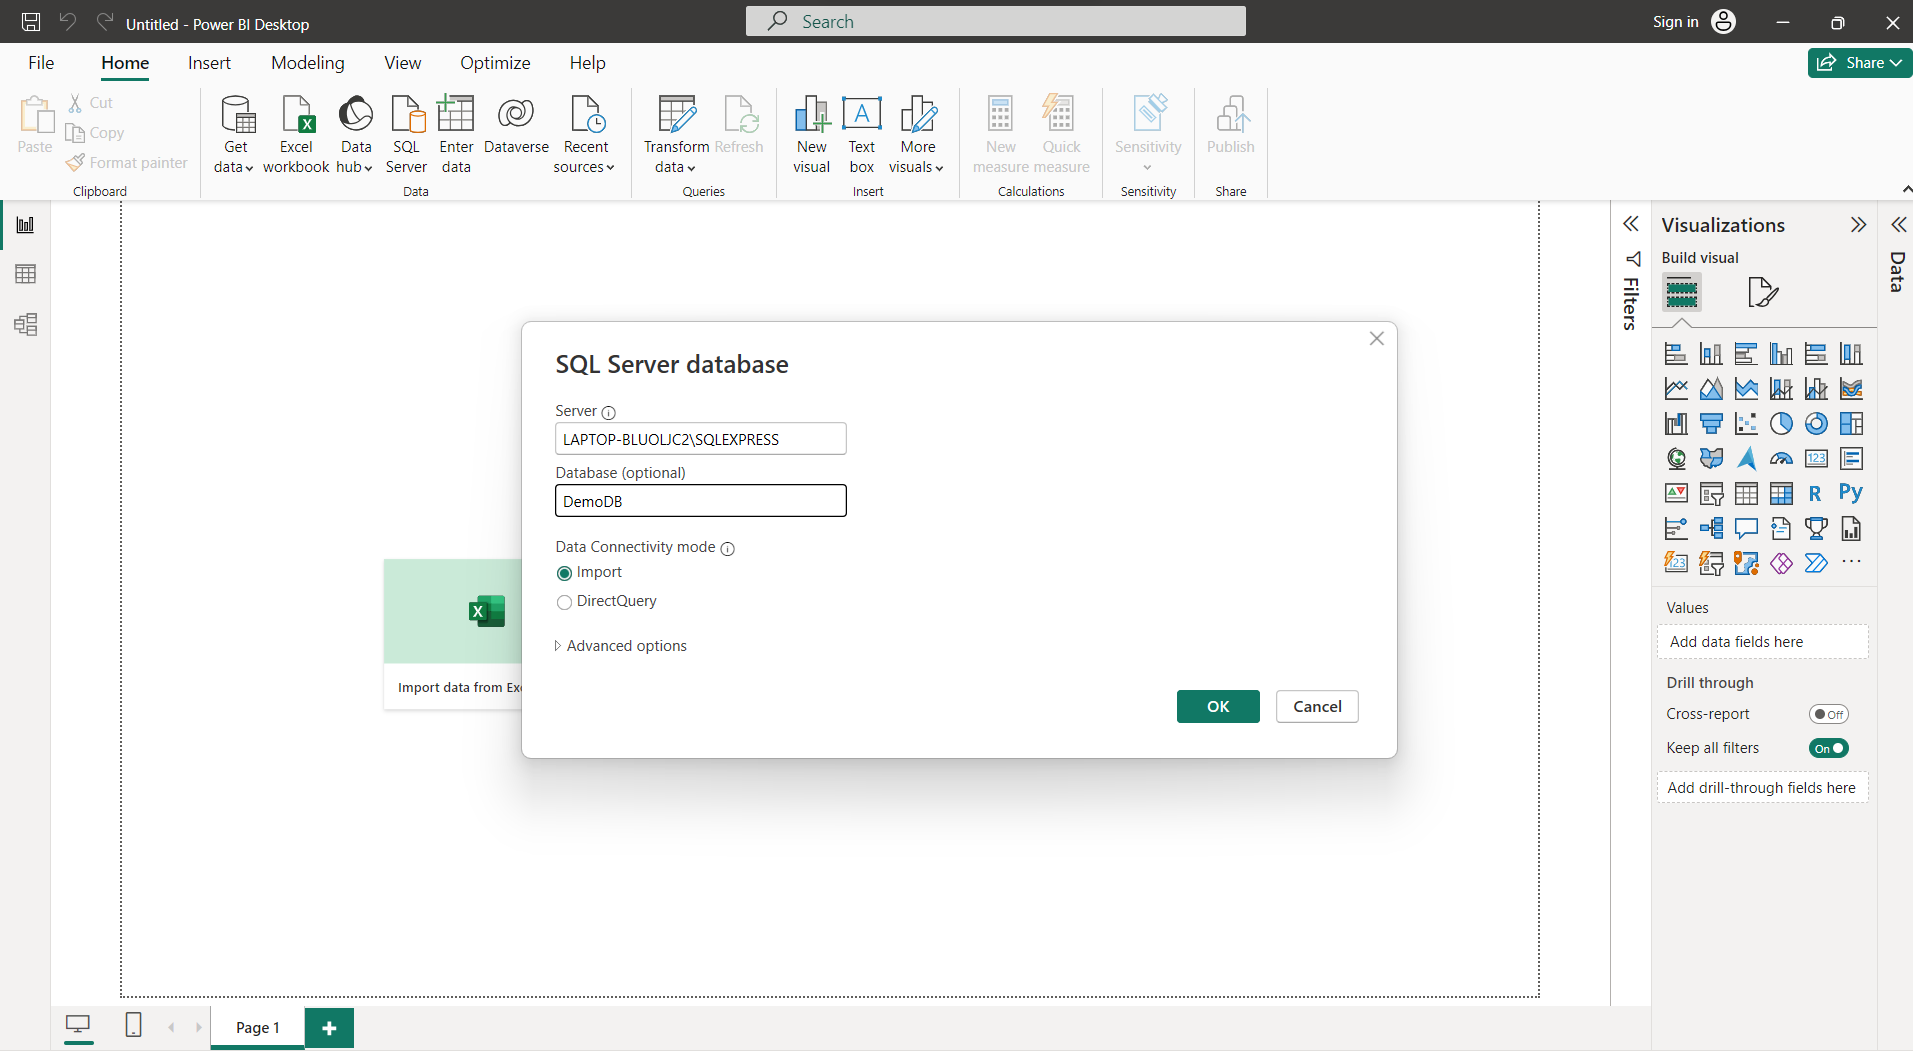 Untitled - Power BI Desktop
Search
Sign in
File Home Insert Modeling View Optimize Help
Share
Paste
Cut
Copy
Format painter
Clipboard
Get data
Excel workbook
Data hub
SQL Server
Enter data
Dataverse
Recent sources
Data
Transform data
Refresh
Queries
New visual
Text box
More visuals
Insert
New measure
Quick measure
Calculations
Sensitivity
Sensitivity
Publish
Share
SQL Server database
Server
LAPTOP-BLUOLJC2\SQLEXPRESS
Database (optional)
DemoDB
Data Connectivity mode
Import
DirectQuery
Advanced options
OK
Cancel
X
Import data from Exc
Filters
Visualizations
Build visual
123
R
Py
123
Values
Add data fields here
Drill through
Cross-report
Off
Keep all filters
On
Add drill-through fields here
Data
Page 1